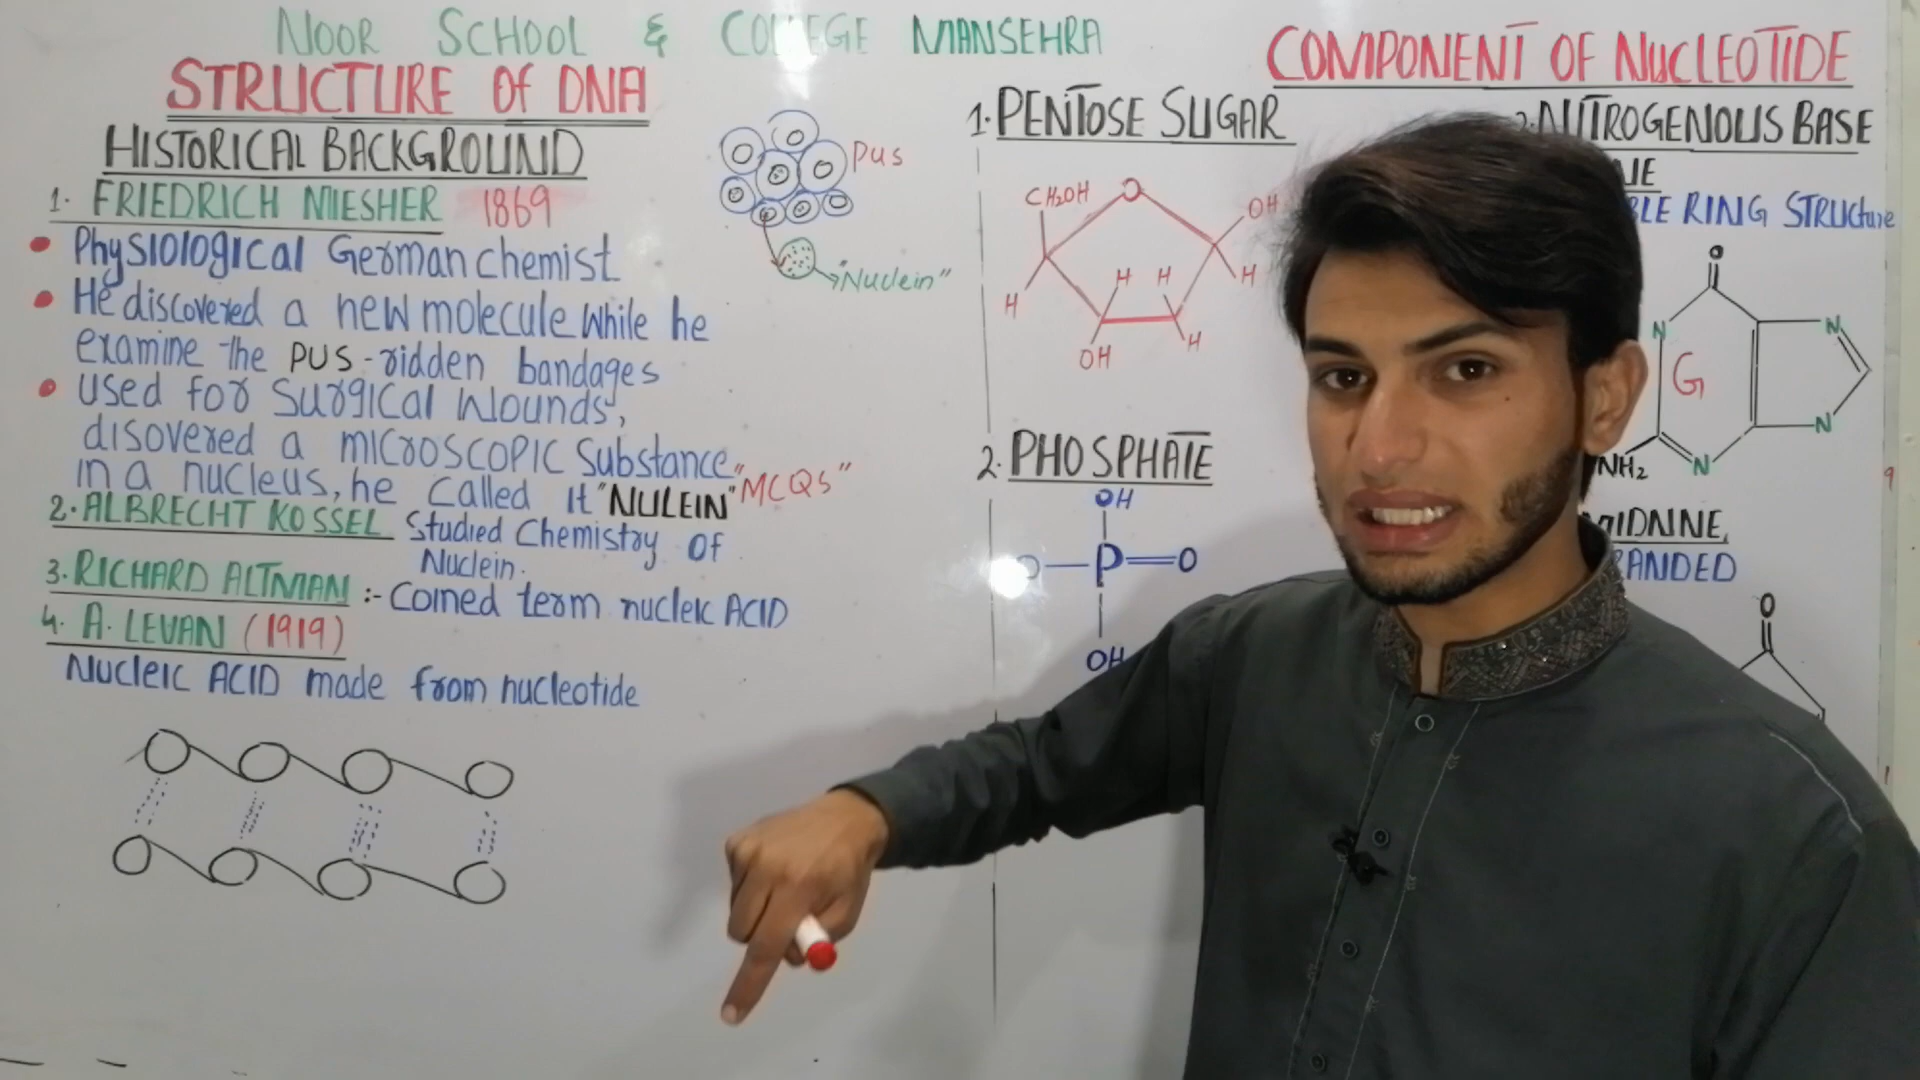 NOOR SCHOOL & COLLEGE MANSEHRA
STRUCTURE Of DNA
HISTORICAL BACKGROUND
1. FRIEDRICH MIESHER 1869
• Physiological German chemist
• He discovered a new molecule while he
examine the PUS-ridden bandages
• Used for Surgical Wounds,
disovered a microscopic Substance
in a nucleus, he called it "NULEIN" "MCQS"
2. ALBRECHT KOSSEL Studied Chemistry of
Nuclein.
3. RICHARD ALTMAN :- Coined term nucleic ACID
4. A. LEVAN (1919)
Nucleic ACID made from nucleotide
Pus
"Nuclein"
COMPONENT OF NUCLEOTIDE
1. PENTOSE SUGAR
CH2OH
O
OH
H
H
H
H
OH
H
2. PHOSPHATE
OH
O
P
O
OH
NITROGENOUS BASE
RING STRUCture
O
N
N
G
NH2
N
N
O